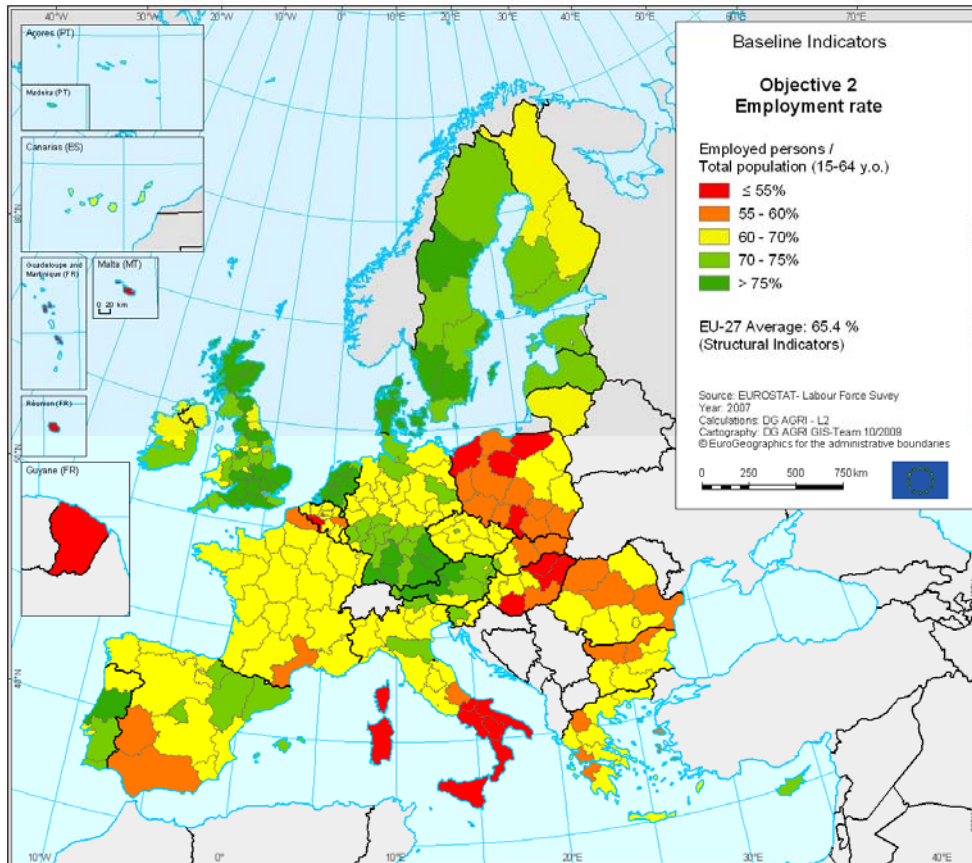 40°W
30°W
20°W
10°W
0°
10°E
20°E
30°E
40°E
50°E
60°E
70°E
Açores (PT)
Madeira (PT)
Canarias (ES)
Guadeloupe and
Martinique (FR)
Malta (MT)
0 20 km
Réunion (FR)
Guyane (FR)
Baseline Indicators
Objective 2
Employment rate
Employed persons /
Total population (15-64 y.o.)
≤ 55%
55 - 60%
60 - 70%
70 - 75%
> 75%
EU-27 Average: 65.4 %
(Structural Indicators)
Source: EUROSTAT- Labour Force Suvey
Year: 2007
Calculations: DG AGRI - L2
Cartography: DG AGRI GIS-Team 10/2009
© EuroGeographics for the administrative boundaries
0 250 500 750 km
40°N
10°W
0°
10°E
20°E
30°E
40°E